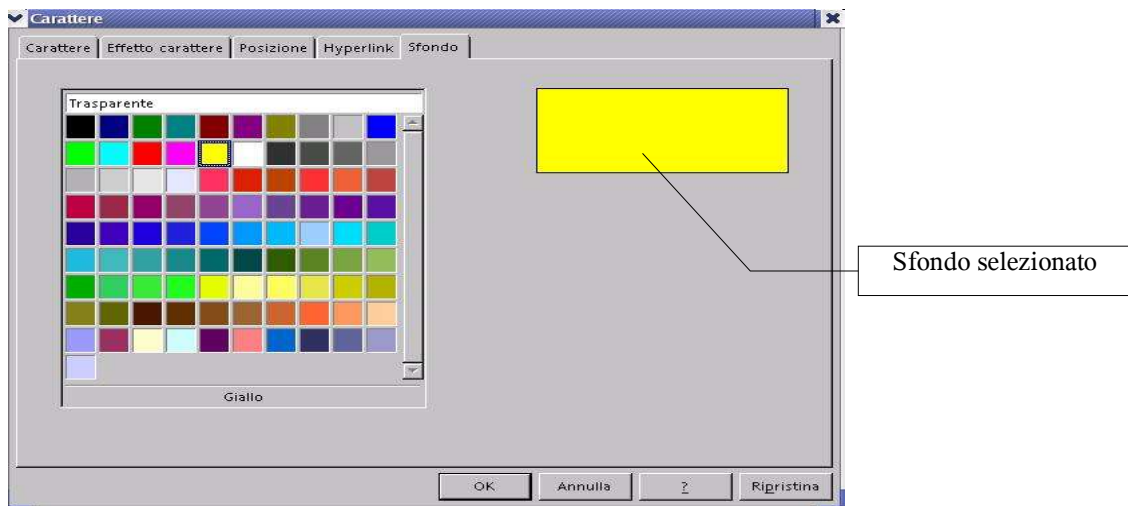 Carattere
Carattere Effetto carattere Posizione Hyperlink Sfondo
Trasparente
Sfondo selezionato
Giallo
OK Annulla ? Ripristina